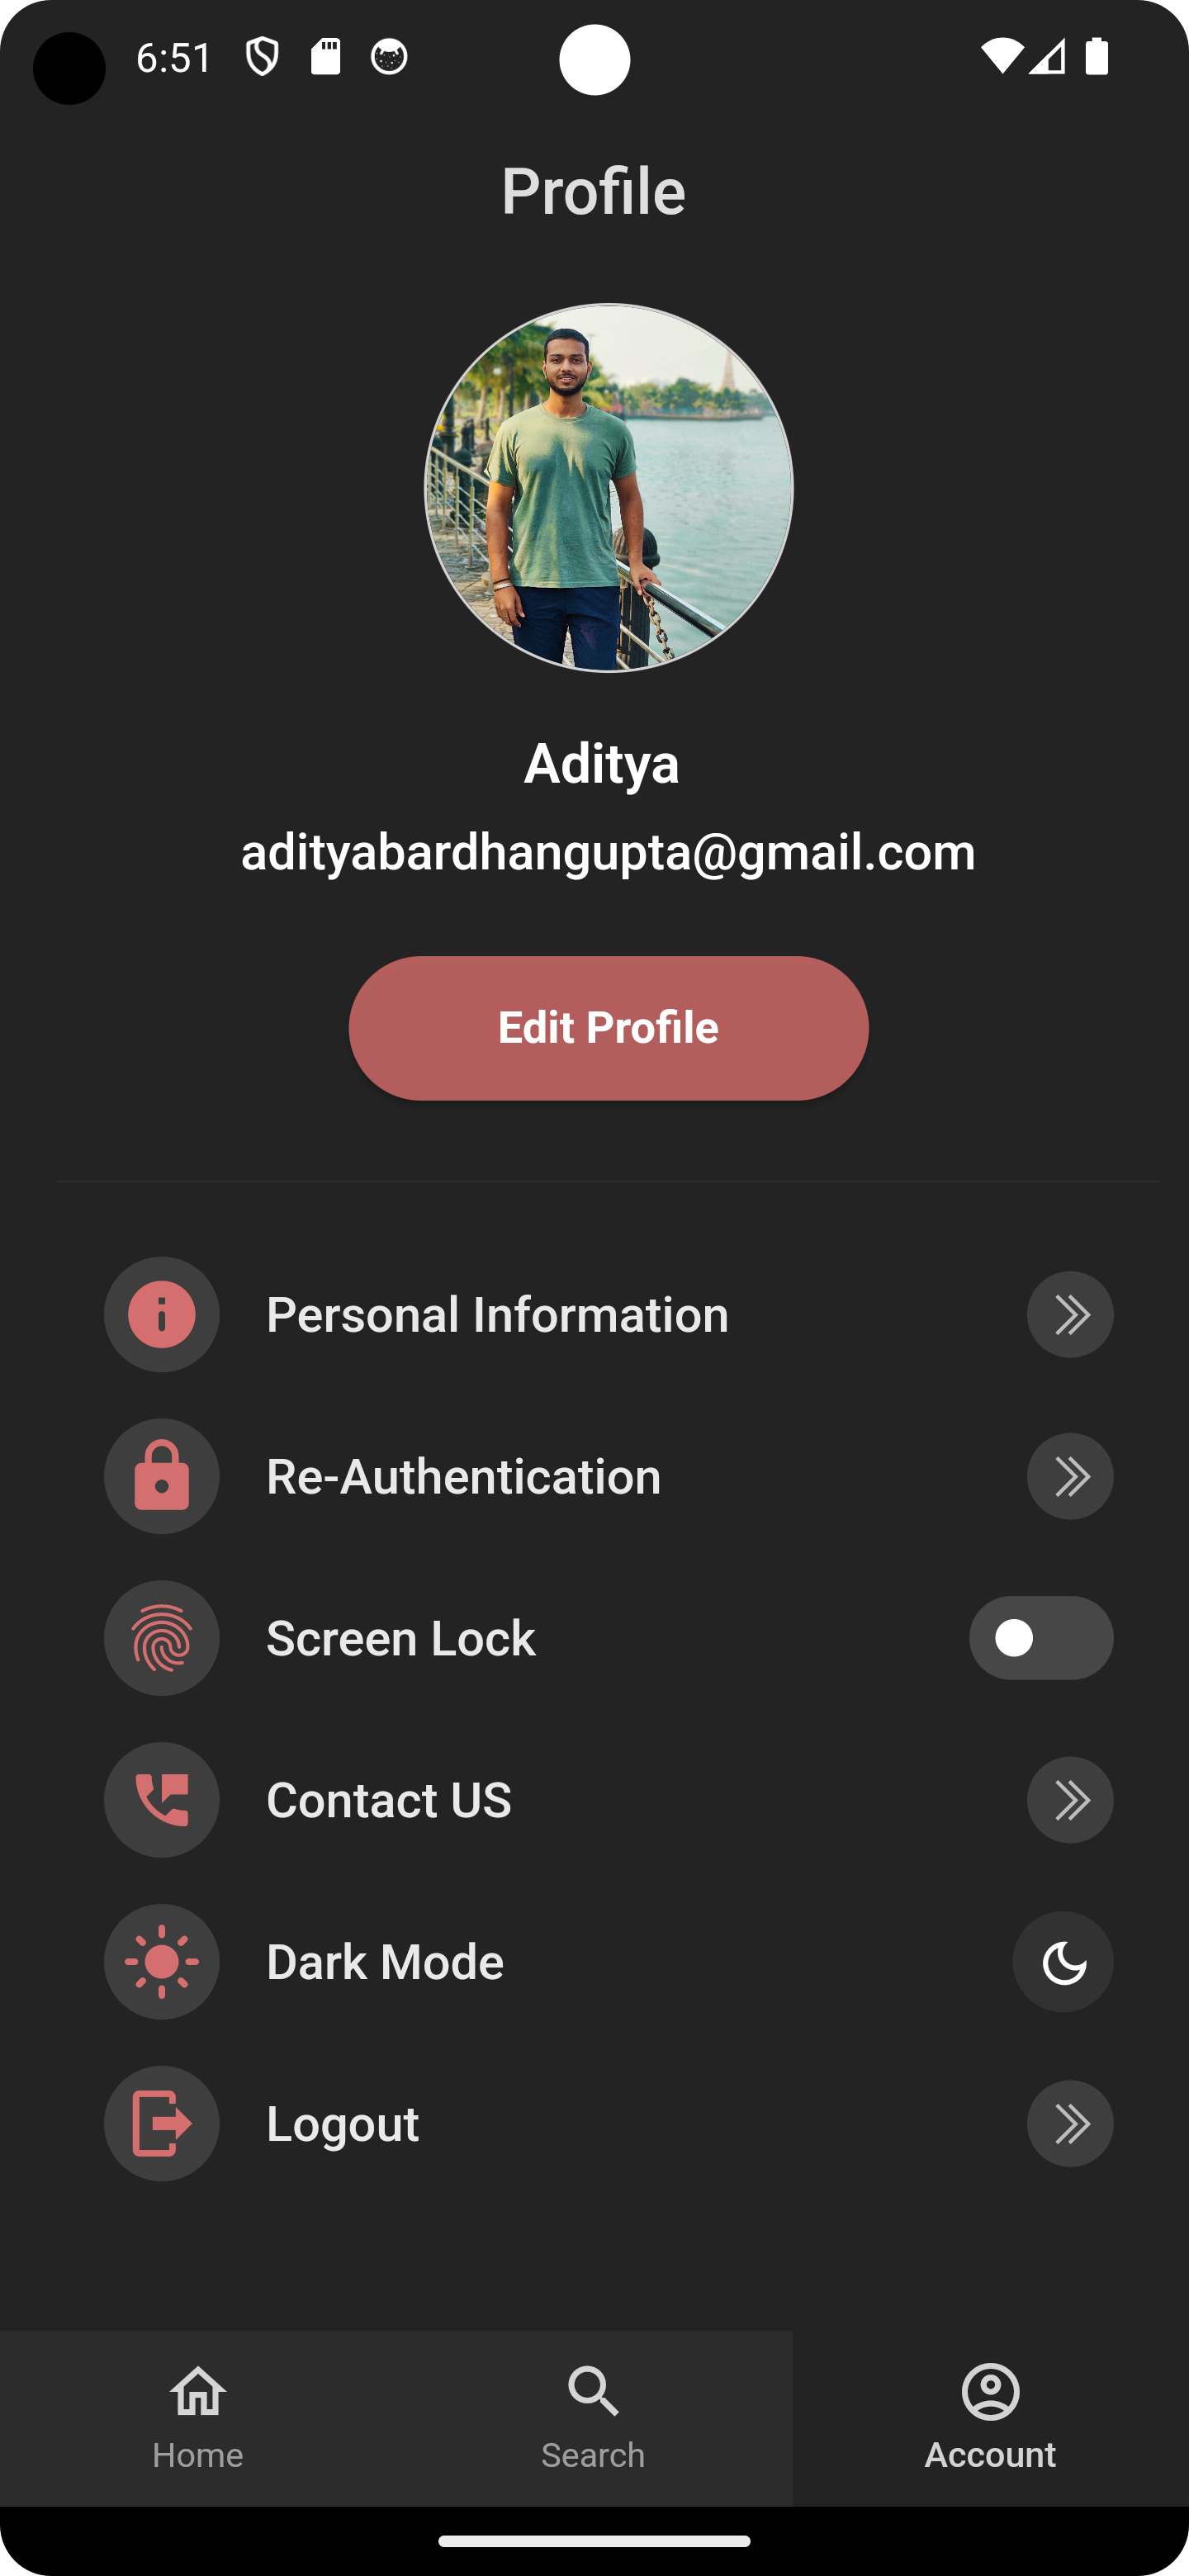 6:51
Profile
Aditya
adityabardhangupta@gmail.com
Edit Profile
Personal Information
Re-Authentication
Screen Lock
Contact US
Dark Mode
Logout
Home
Search
Account